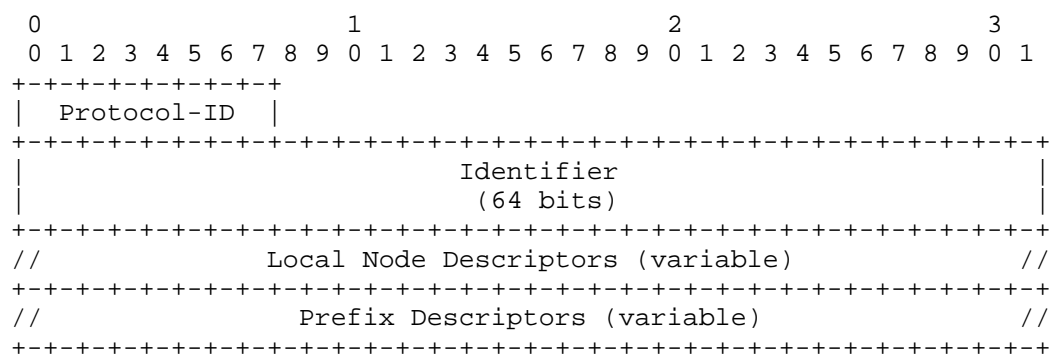 0                   1                   2                   3
 0 1 2 3 4 5 6 7 8 9 0 1 2 3 4 5 6 7 8 9 0 1 2 3 4 5 6 7 8 9 0 1
+-+-+-+-+-+-+-+-+
|  Protocol-ID  |
+-+-+-+-+-+-+-+-+-+-+-+-+-+-+-+-+-+-+-+-+-+-+-+-+-+-+-+-+-+-+-+-+
|                           Identifier                          |
|                            (64 bits)                          |
+-+-+-+-+-+-+-+-+-+-+-+-+-+-+-+-+-+-+-+-+-+-+-+-+-+-+-+-+-+-+-+-+
//              Local Node Descriptors (variable)              //
+-+-+-+-+-+-+-+-+-+-+-+-+-+-+-+-+-+-+-+-+-+-+-+-+-+-+-+-+-+-+-+-+
//                Prefix Descriptors (variable)                //
+-+-+-+-+-+-+-+-+-+-+-+-+-+-+-+-+-+-+-+-+-+-+-+-+-+-+-+-+-+-+-+-+